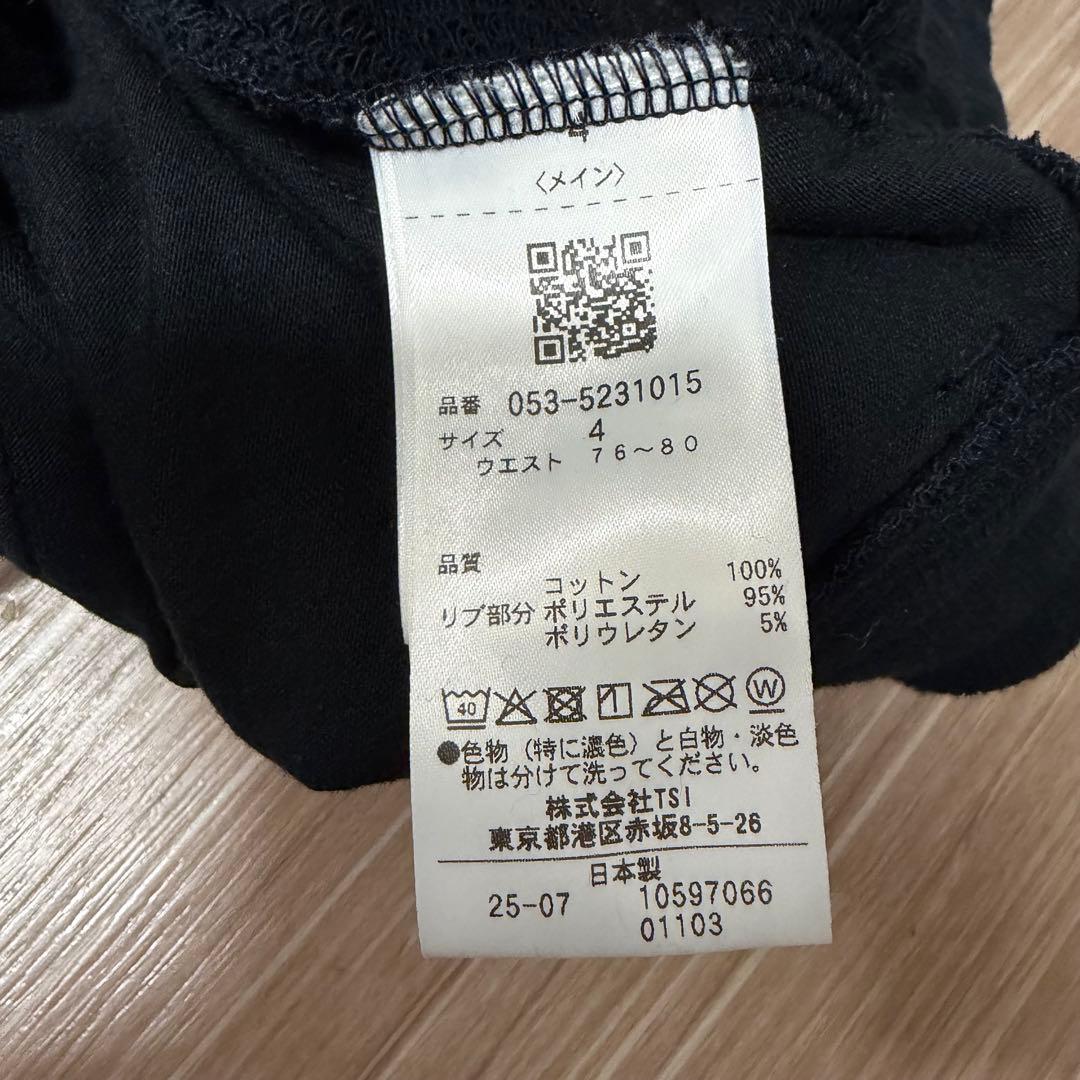 〈メイン〉
品番 053-5231015
サイズ 4
ウエスト 76~80
品質
コットン 100%
リブ部分 ポリエステル 95%
ポリウレタン 5%
40 W
●色物(特に濃色)と白物・淡色
物は分けて洗ってください。
株式会社TSI
東京都港区赤坂8-5-26
日本製
25-07 10597066
01103